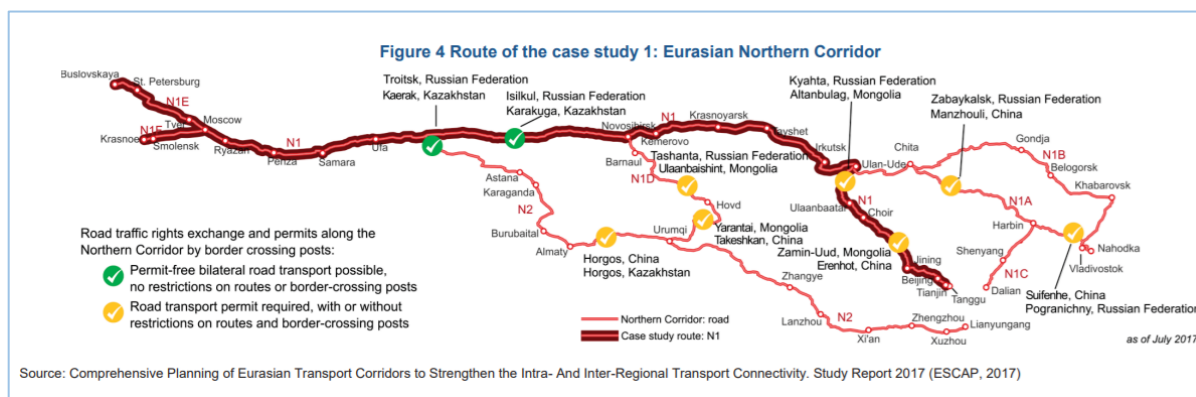 Figure 4 Route of the case study 1: Eurasian Northern Corridor
Buslovskaya
St. Petersburg
N1E
Tver
Moscow
N1E
Krasnoe
Smolensk
Ryazan
N1
Penza
Samara
Ufa
Troitsk, Russian Federation
Kaerak, Kazakhstan
Isilkul, Russian Federation
Karakuga, Kazakhstan
Novosibirsk
N1
Kemerovo
Krasnoyarsk
Tayshet
Irkutsk
Kyahta, Russian Federation
Altanbulag, Mongolia
Zabaykalsk, Russian Federation
Manzhouli, China
Ulan-Ude
Chita
Gondja
N1B
Belogorsk
Khabarovsk
Barnaul
Tashanta, Russian Federation
Ulaanbaishint, Mongolia
N1D
Hovd
Yarantai, Mongolia
Takeshkan, China
Astana
Karaganda
N2
Burubaital
Almaty
Horgos, China
Horgos, Kazakhstan
Urumqi
Ulaanbaatar
N1
Choir
Zamin-Uud, Mongolia
Erenhot, China
Jining
Beijing
Tianjin
Tanggu
N1A
Harbin
Shenyang
N1C
Dalian
Nahodka
Vladivostok
Suifenhe, China
Pogranichny, Russian Federation
Zhangye
Lanzhou
N2
Xi'an
Zhengzhou
Xuzhou
Lianyungang
Road traffic rights exchange and permits along the
Northern Corridor by border crossing posts:
Permit-free bilateral road transport possible,
no restrictions on routes or border-crossing posts
Road transport permit required, with or without
restrictions on routes and border-crossing posts
Northern Corridor: road
Case study route: N1
as of July 2017
Source: Comprehensive Planning of Eurasian Transport Corridors to Strengthen the Intra- And Inter-Regional Transport Connectivity. Study Report 2017 (ESCAP, 2017)